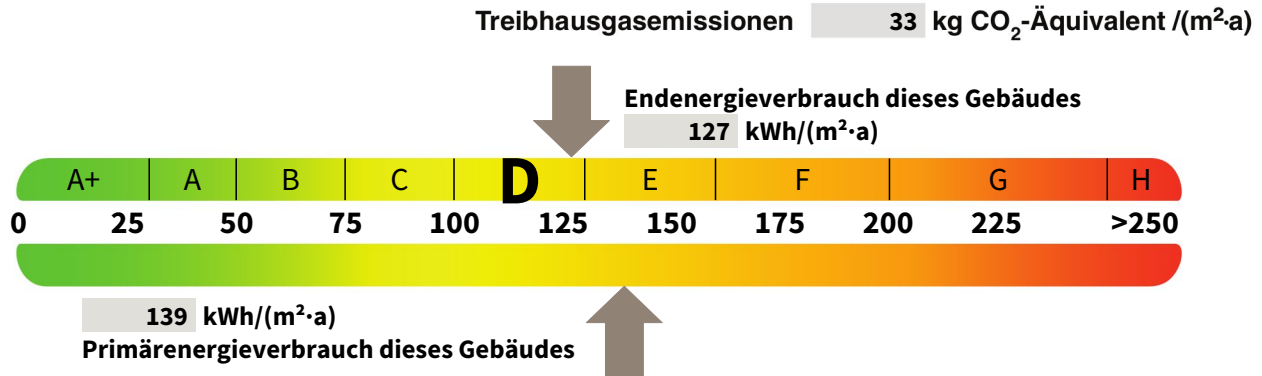 Treibhausgasemissionen 33 kg CO₂-Äquivalent /(m²·a)
Endenergieverbrauch dieses Gebäudes
127 kWh/(m²·a)
A+ A B C D E F G H
0 25 50 75 100 125 150 175 200 225 >250
139 kWh/(m²·a)
Primärenergieverbrauch dieses Gebäudes